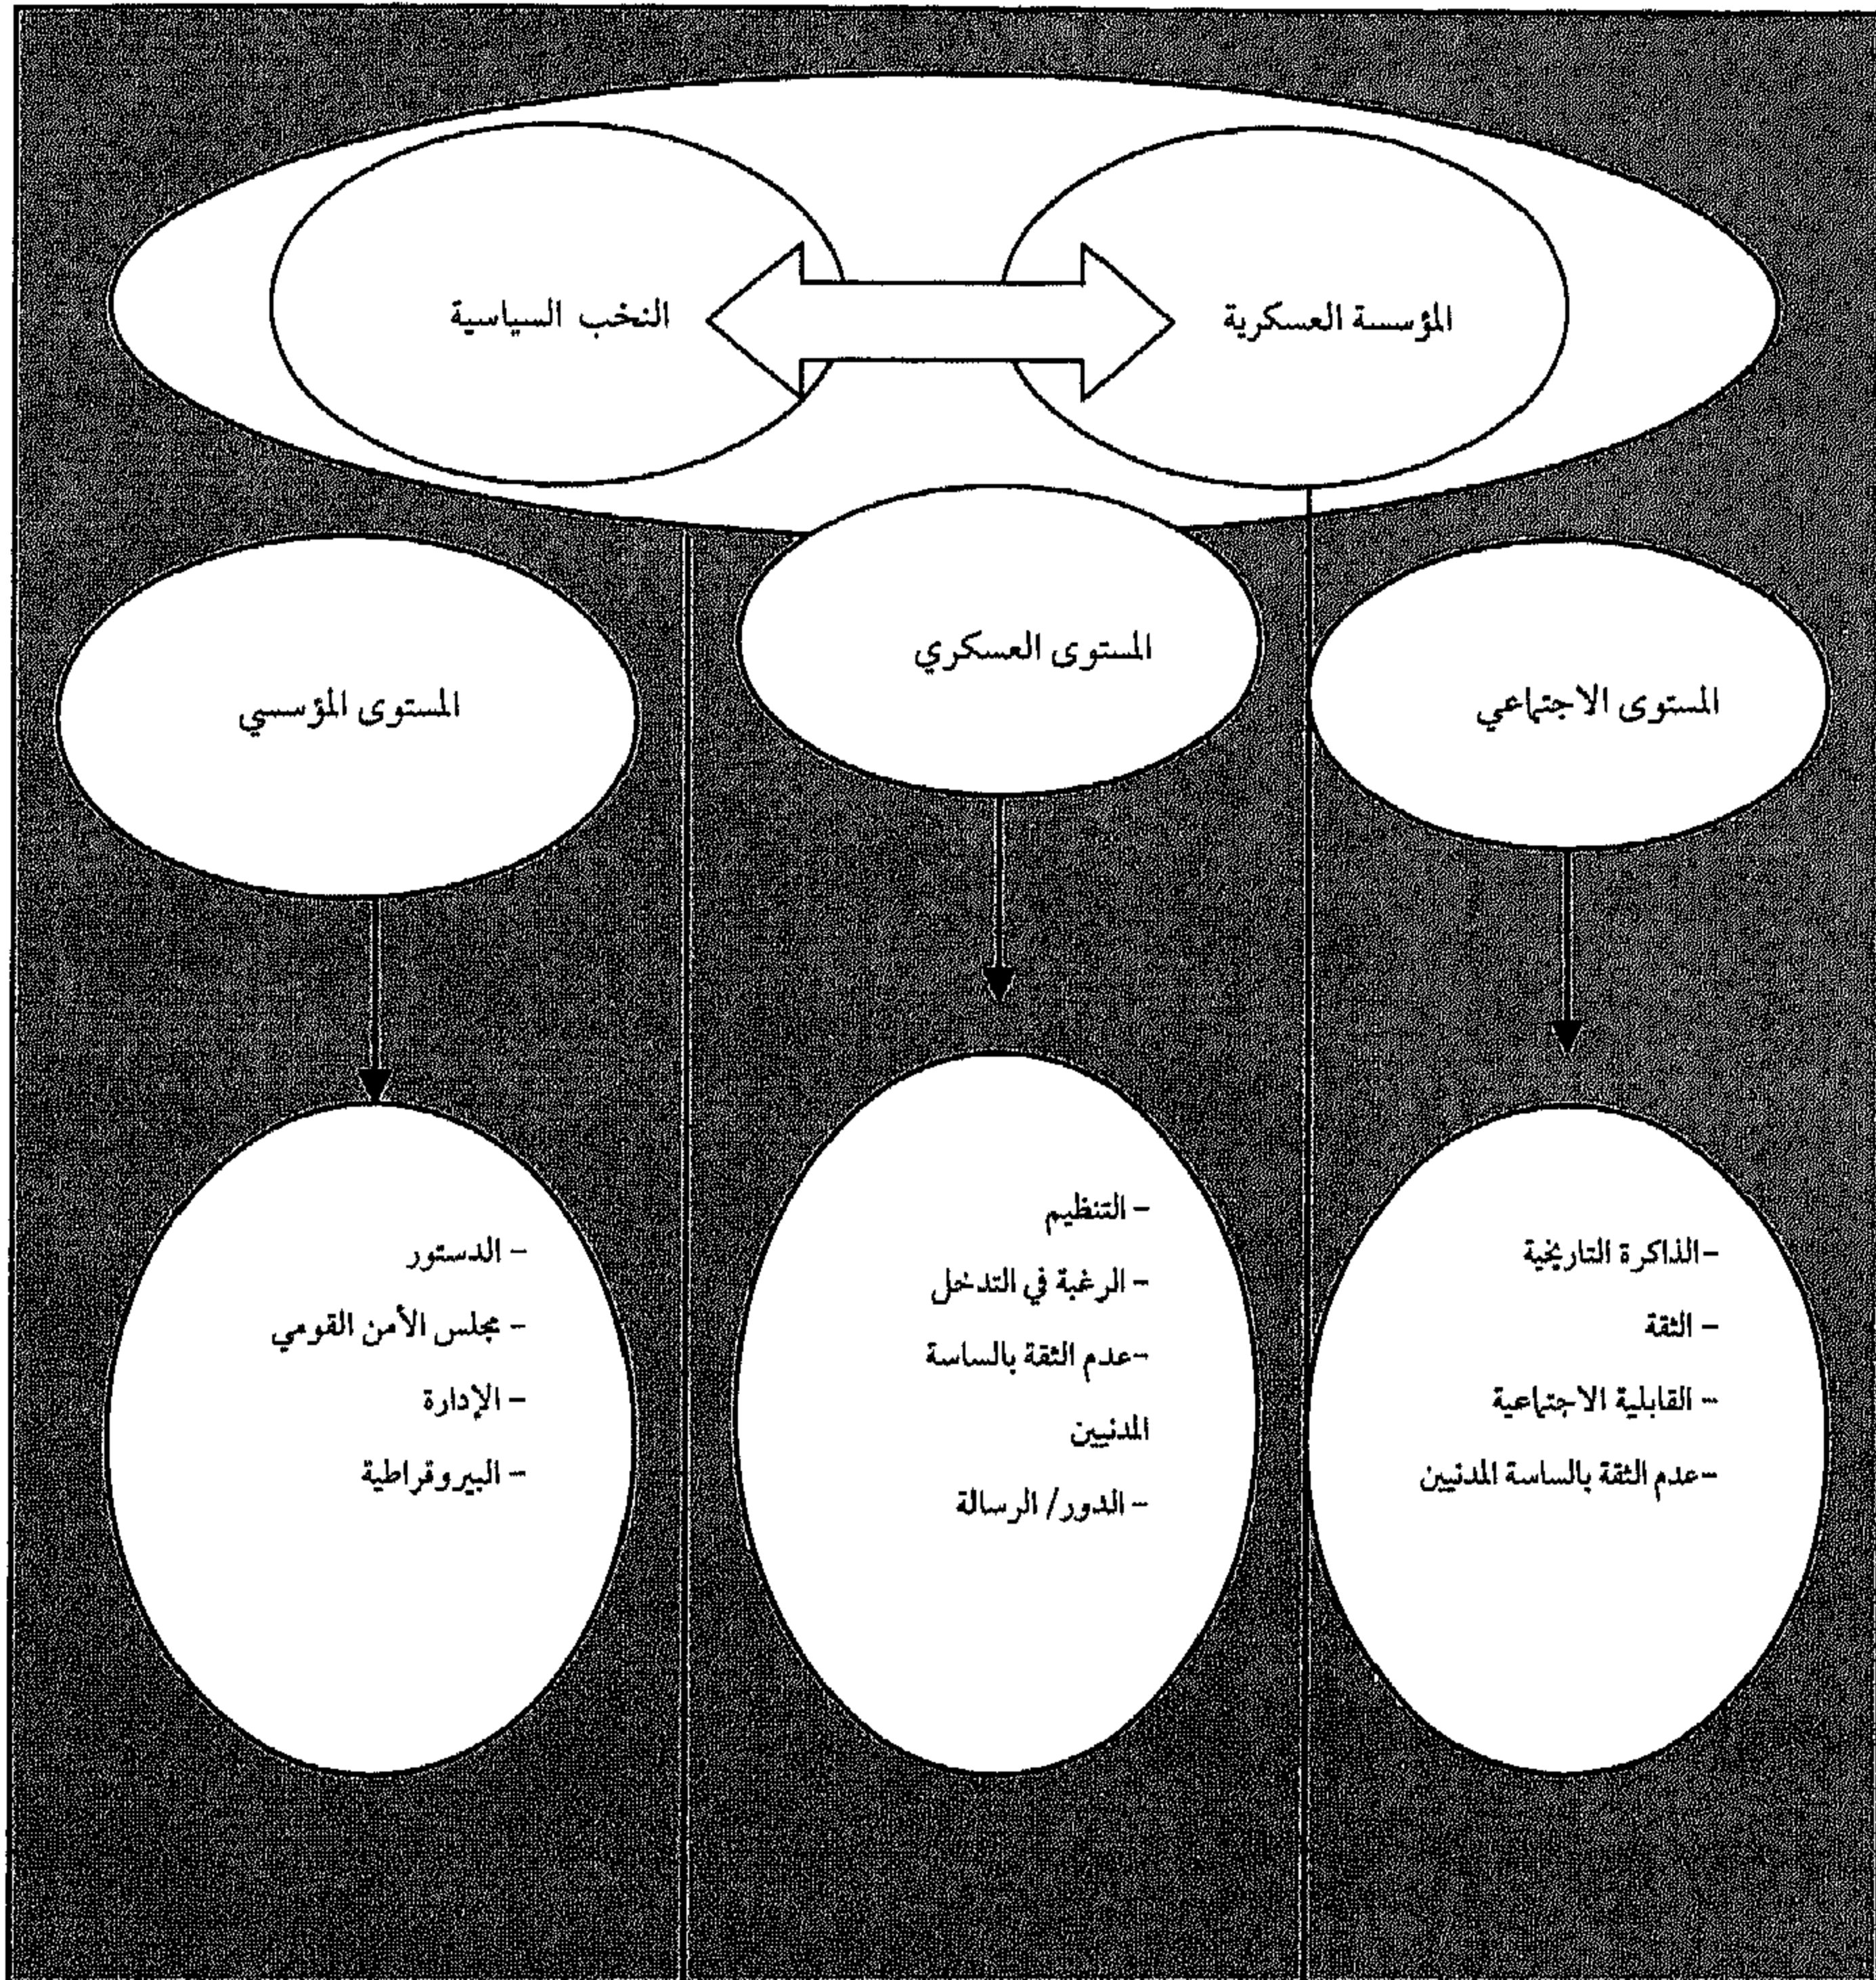 المؤسسة العسكرية
النخب السياسية
المستوى الاجتماعي
المستوى العسكري
المستوى المؤسسي
-الذاكرة التاريخية
- الثقة
- القابلية الاجتماعية
-عدم الثقة بالساسة المدنيين
- التنظيم
- الرغبة في التدخل
-عدم الثقة بالساسة
المدنيين
- الدور/ الرسالة
- الدستور
- مجلس الأمن القومي
- الإدارة
- البيروقراطية